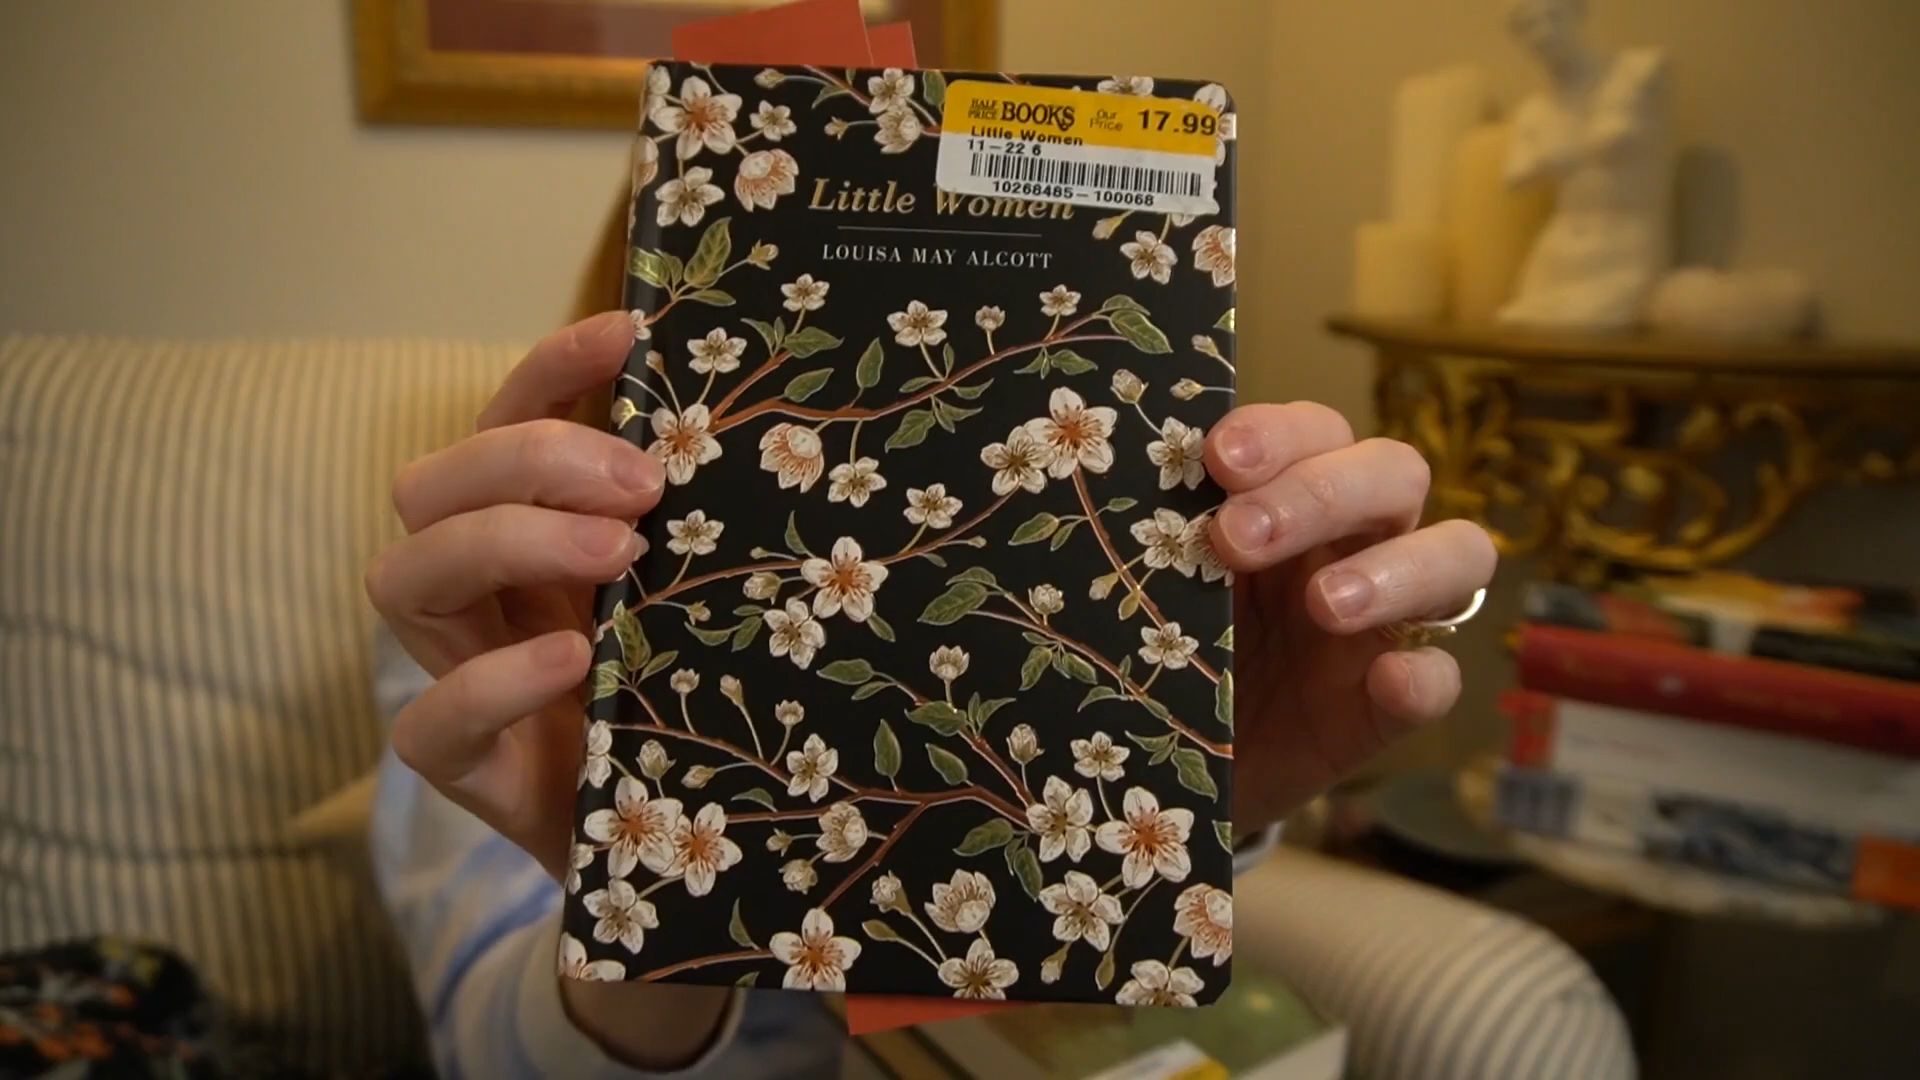 HALF PRICE BOOKS Our Price 17.99
Little Women
11-22 6
10268485-100068
Little Women
LOUISA MAY ALCOTT